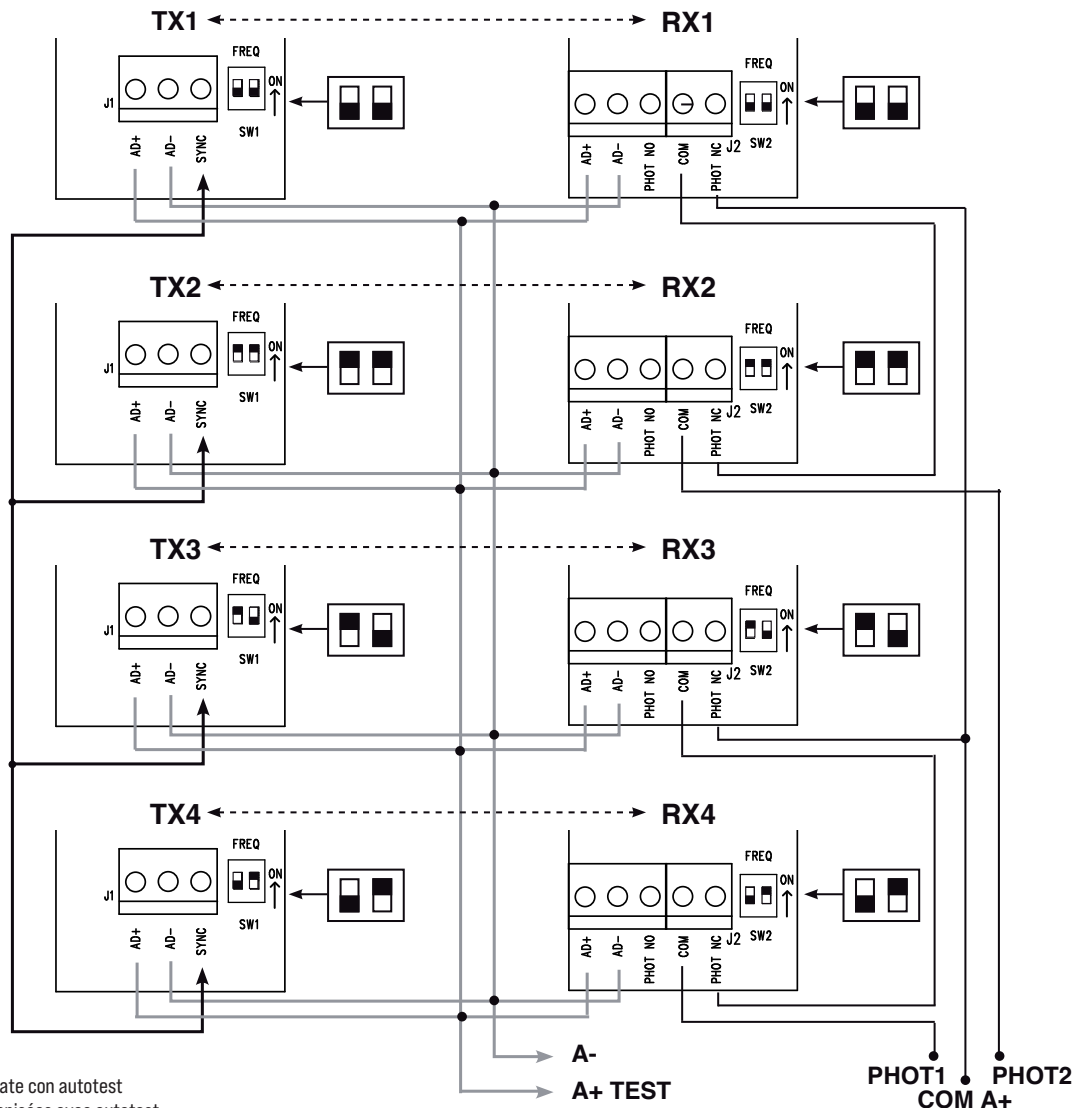 TX1
RX1
FREQ
ON
J1
SW1
AD+
AD-
SYNC
FREQ
ON
J2
SW2
AD+
AD-
PHOT NO
COM
PHOT NC
TX2
RX2
FREQ
ON
J1
SW1
AD+
AD-
SYNC
FREQ
ON
J2
SW2
AD+
AD-
PHOT NO
COM
PHOT NC
TX3
RX3
FREQ
ON
J1
SW1
AD+
AD-
SYNC
FREQ
ON
J2
SW2
AD+
AD-
PHOT NO
COM
PHOT NC
TX4
RX4
FREQ
ON
J1
SW1
AD+
AD-
SYNC
FREQ
ON
J2
SW2
AD+
AD-
PHOT NO
COM
PHOT NC
A-
A+ TEST
PHOT1
PHOT2
COM A+
ate con autotest